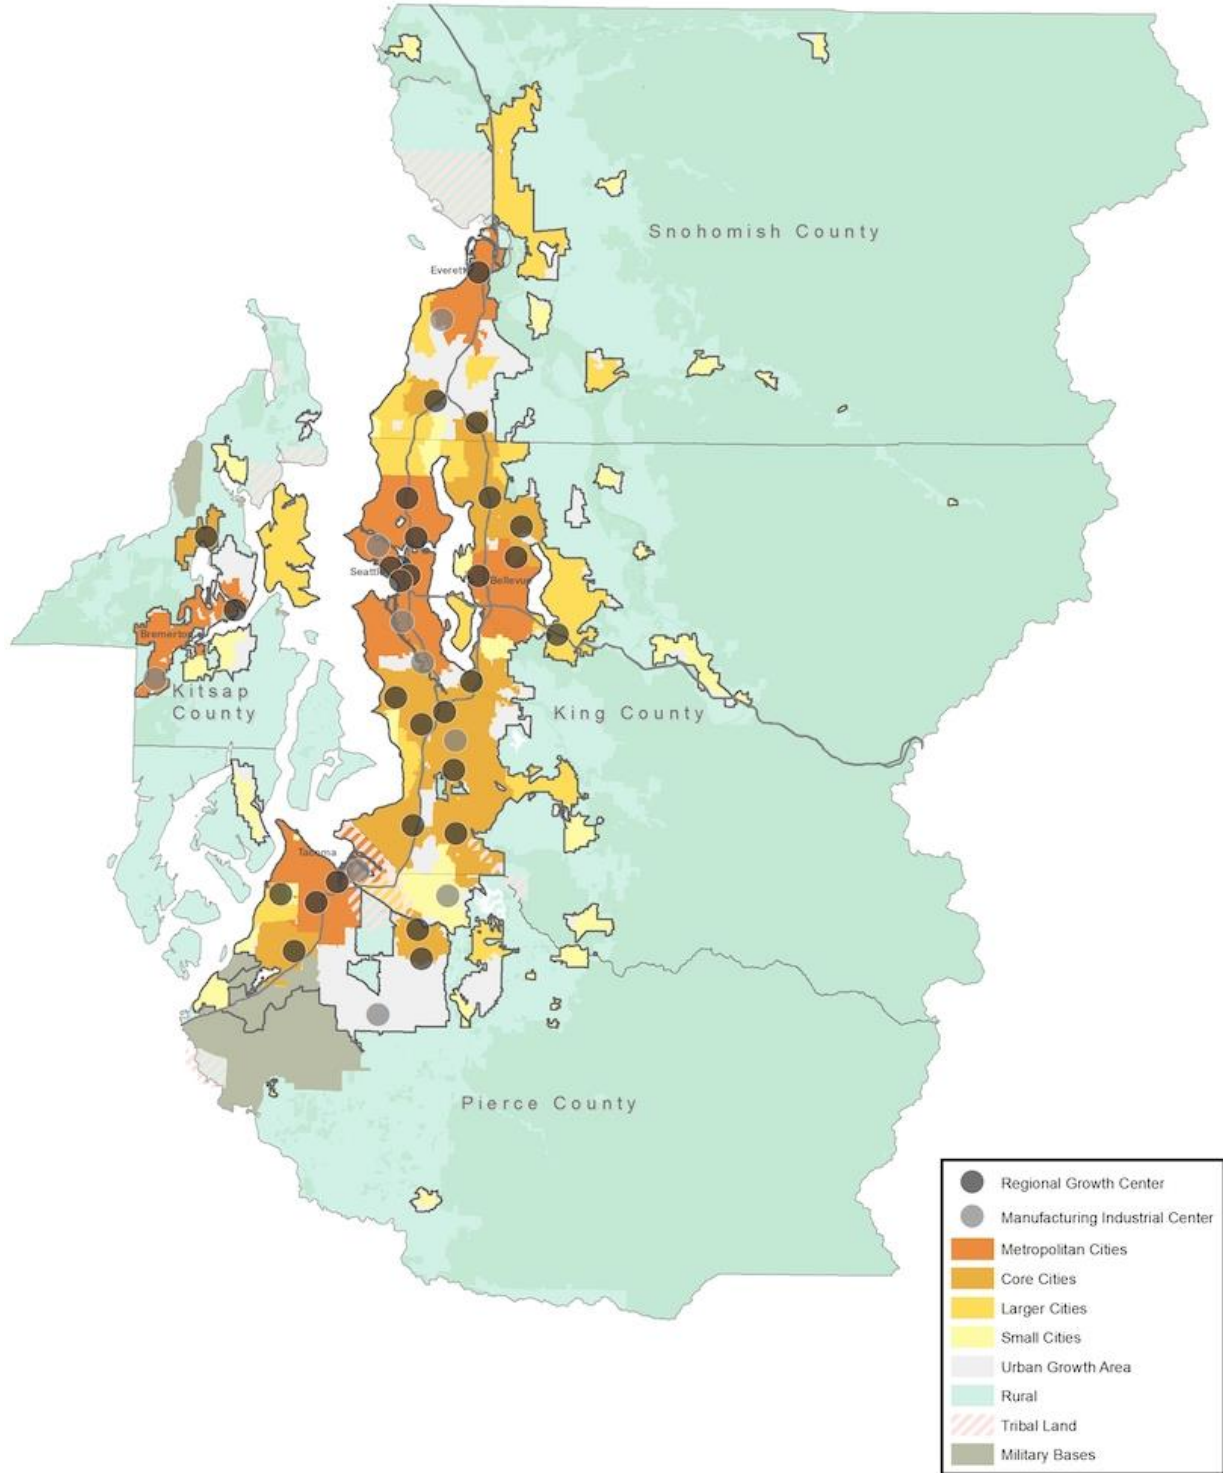 Snohomish County
Everett
Seattle
Bellevue
Bremerton
Kitsap
County
King County
Tacoma
Pierce County
Regional Growth Center
Manufacturing Industrial Center
Metropolitan Cities
Core Cities
Larger Cities
Small Cities
Urban Growth Area
Rural
Tribal Land
Military Bases